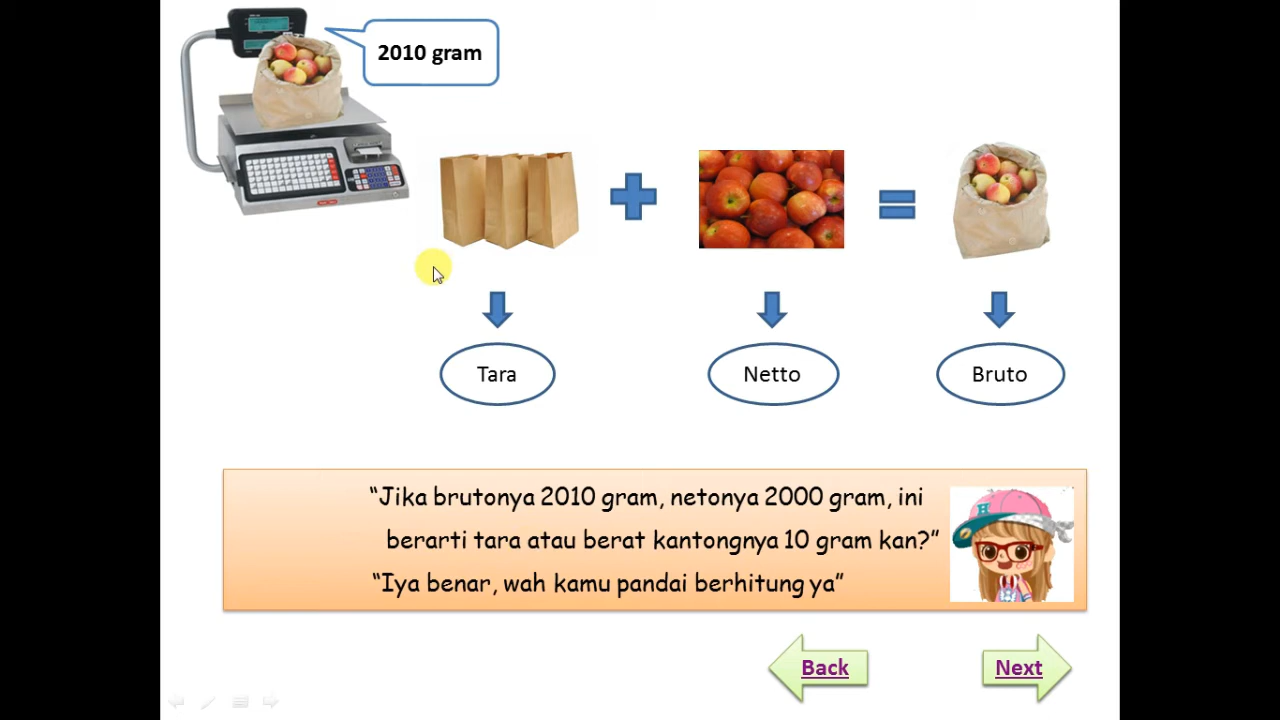 2010 gram
Tara
Netto
Bruto
“Jika brutonya 2010 gram, netonya 2000 gram, ini
berarti tara atau berat kantongnya 10 gram kan?”
“Iya benar, wah kamu pandai berhitung ya”
Back
Next